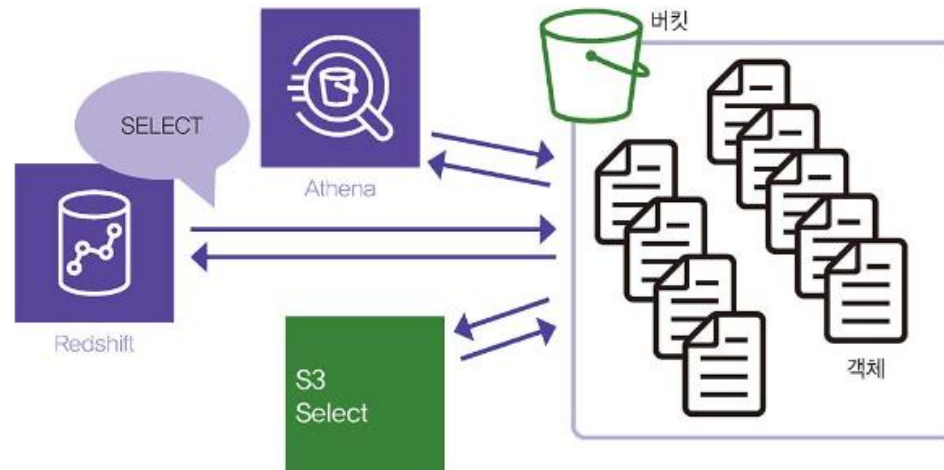 버킷
SELECT
Athena
Redshift
S3
Select
객체